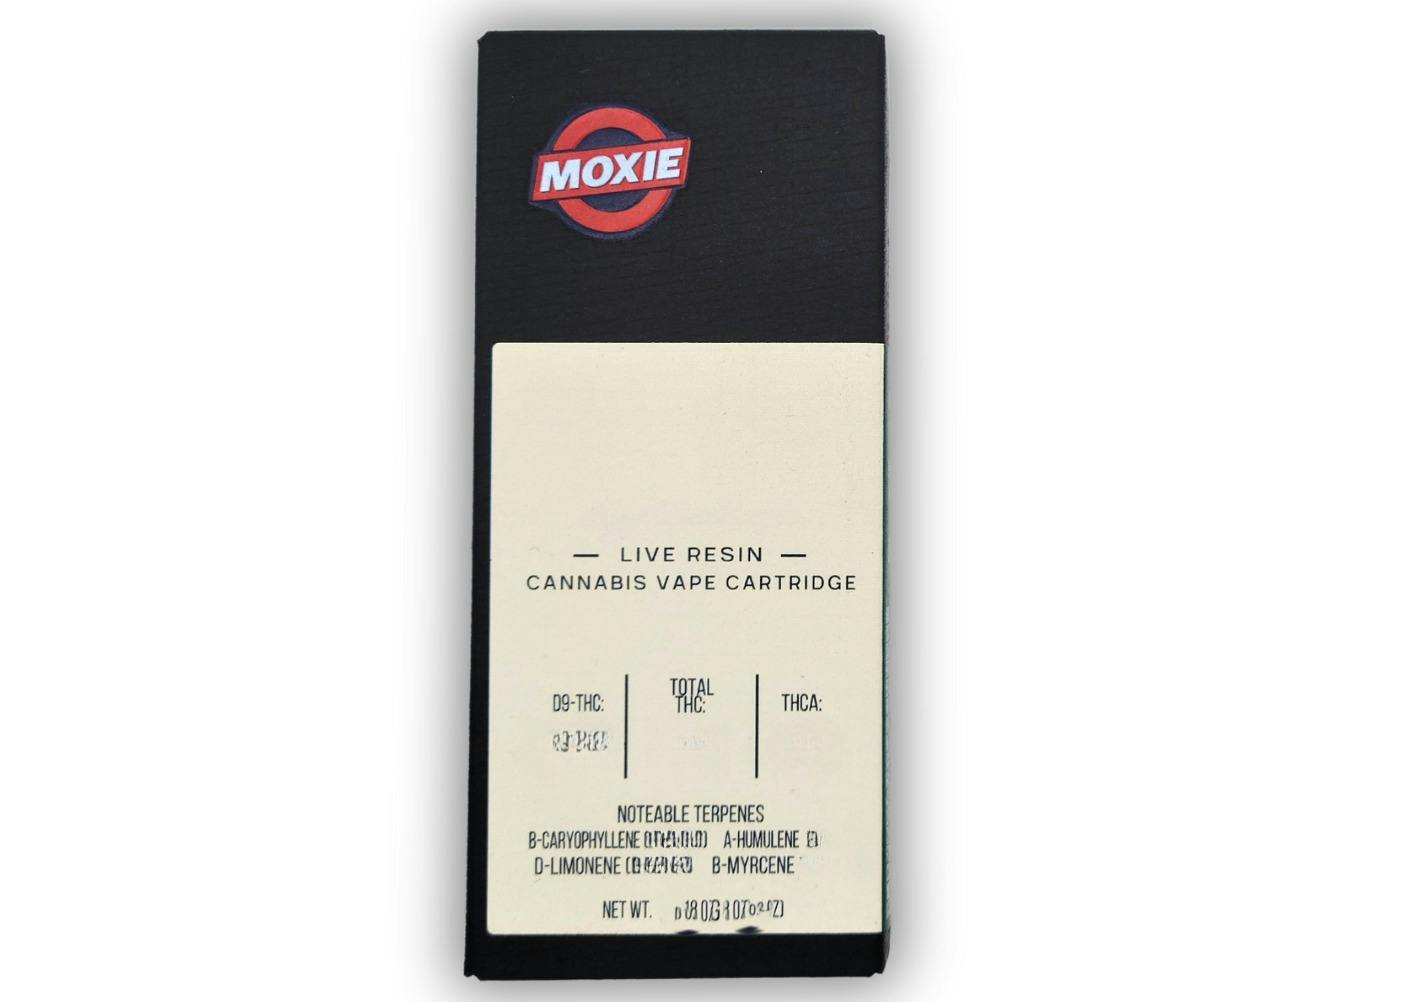 MOXIE
— LIVE RESIN —
CANNABIS VAPE CARTRIDGE
D9-THC:
TOTAL
THC:
THCA:
NOTEABLE TERPENES
B-CARYOPHYLLENE A-HUMULENE
D-LIMONENE B-MYRCENE
NET WT.